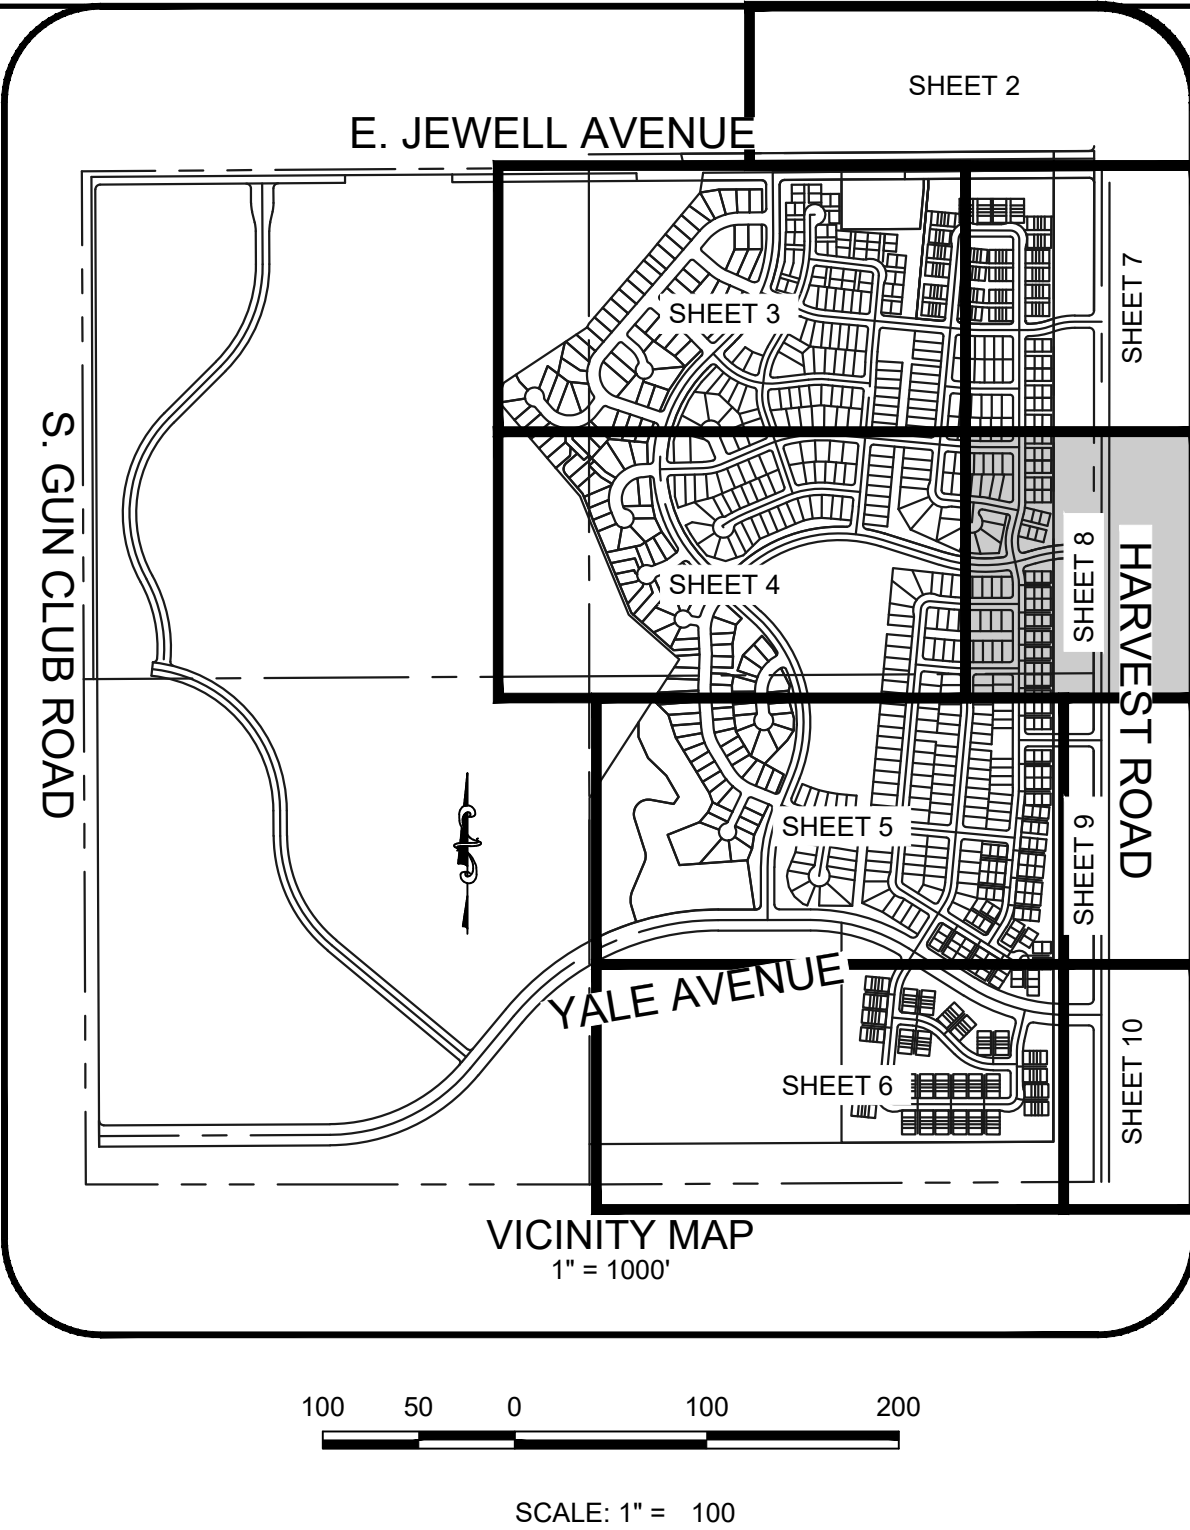 SHEET 2
E. JEWELL AVENUE
SHEET 3
SHEET 7
S. GUN CLUB ROAD
SHEET 4
SHEET 8
HARVEST ROAD
SHEET 5
SHEET 9
YALE AVENUE
SHEET 6
SHEET 10
VICINITY MAP
1" = 1000'
100 50 0 100 200
SCALE: 1" = 100